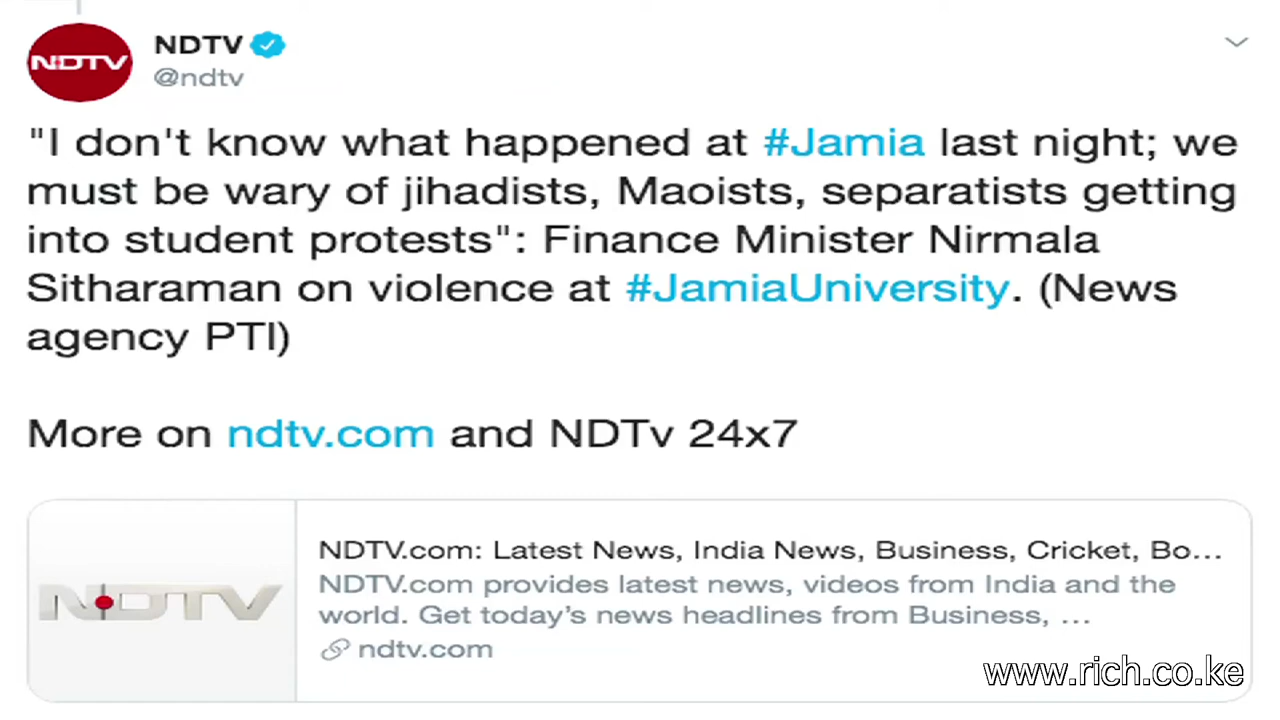 NDTV
NDTV
@ndtv
"I don't know what happened at #Jamia last night; we
must be wary of jihadists, Maoists, separatists getting
into student protests": Finance Minister Nirmala
Sitharaman on violence at #JamiaUniversity. (News
agency PTI)
More on ndtv.com and NDTv 24x7
NDTV
NDTV.com: Latest News, India News, Business, Cricket, Bo...
NDTV.com provides latest news, videos from India and the
world. Get today’s news headlines from Business, ...
ndtv.com
www.rich.co.ke